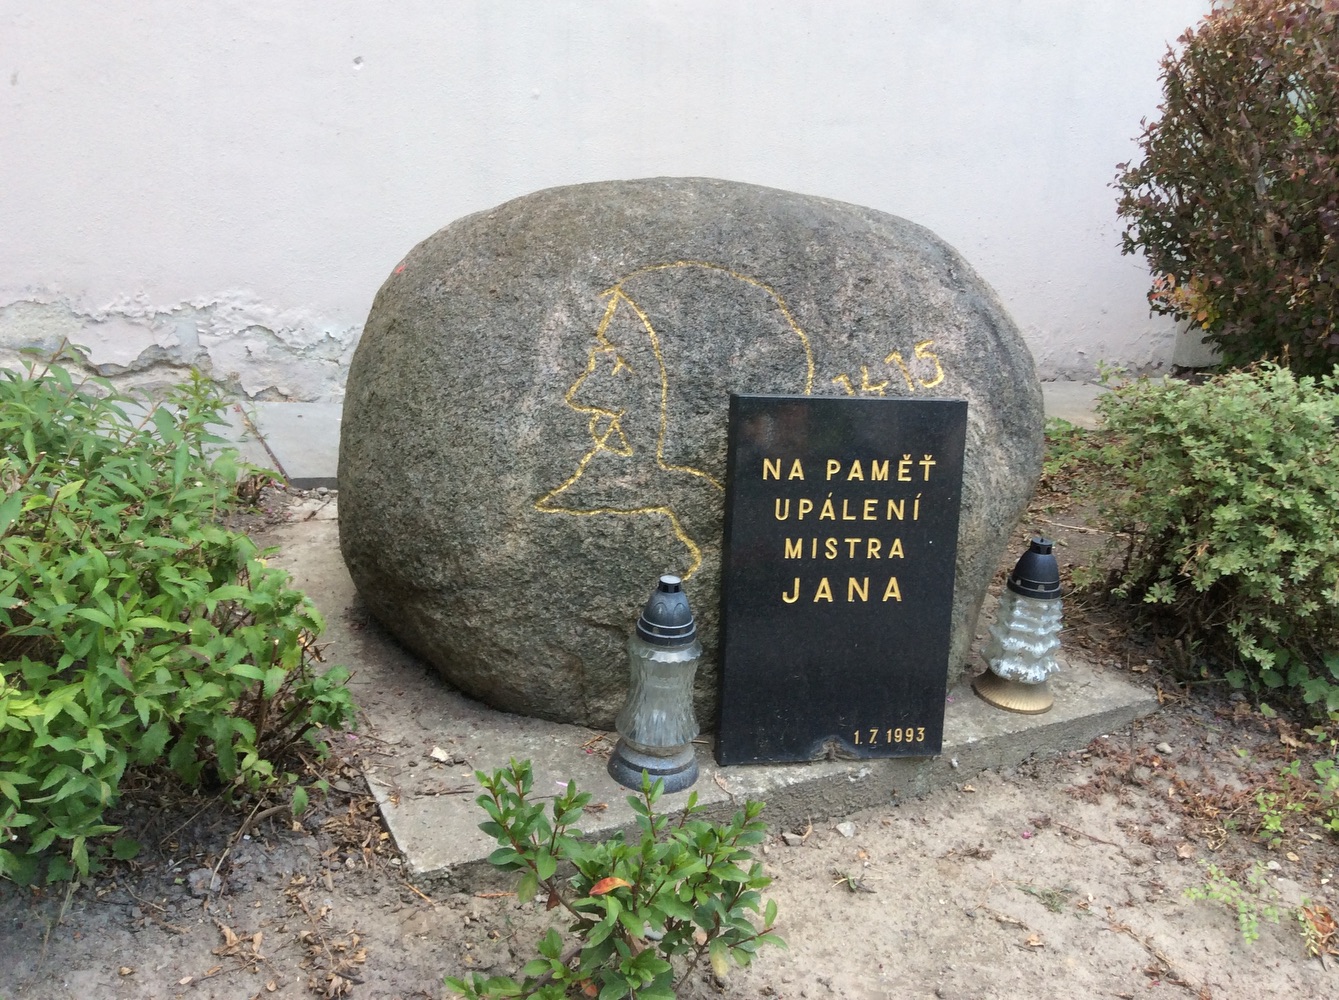 1415
NA PAMĚŤ
UPÁLENÍ
MISTRA
JANA
1. 7. 1993